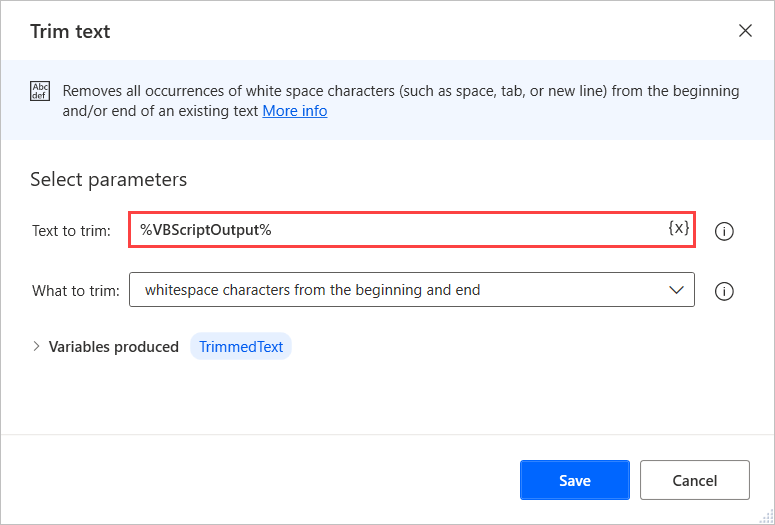 Trim text
Abc
def
Removes all occurrences of white space characters (such as space, tab, or new line) from the beginning
and/or end of an existing text More info
Select parameters
Text to trim: %VBScriptOutput% {x}
What to trim: whitespace characters from the beginning and end
Variables produced TrimmedText
Save Cancel